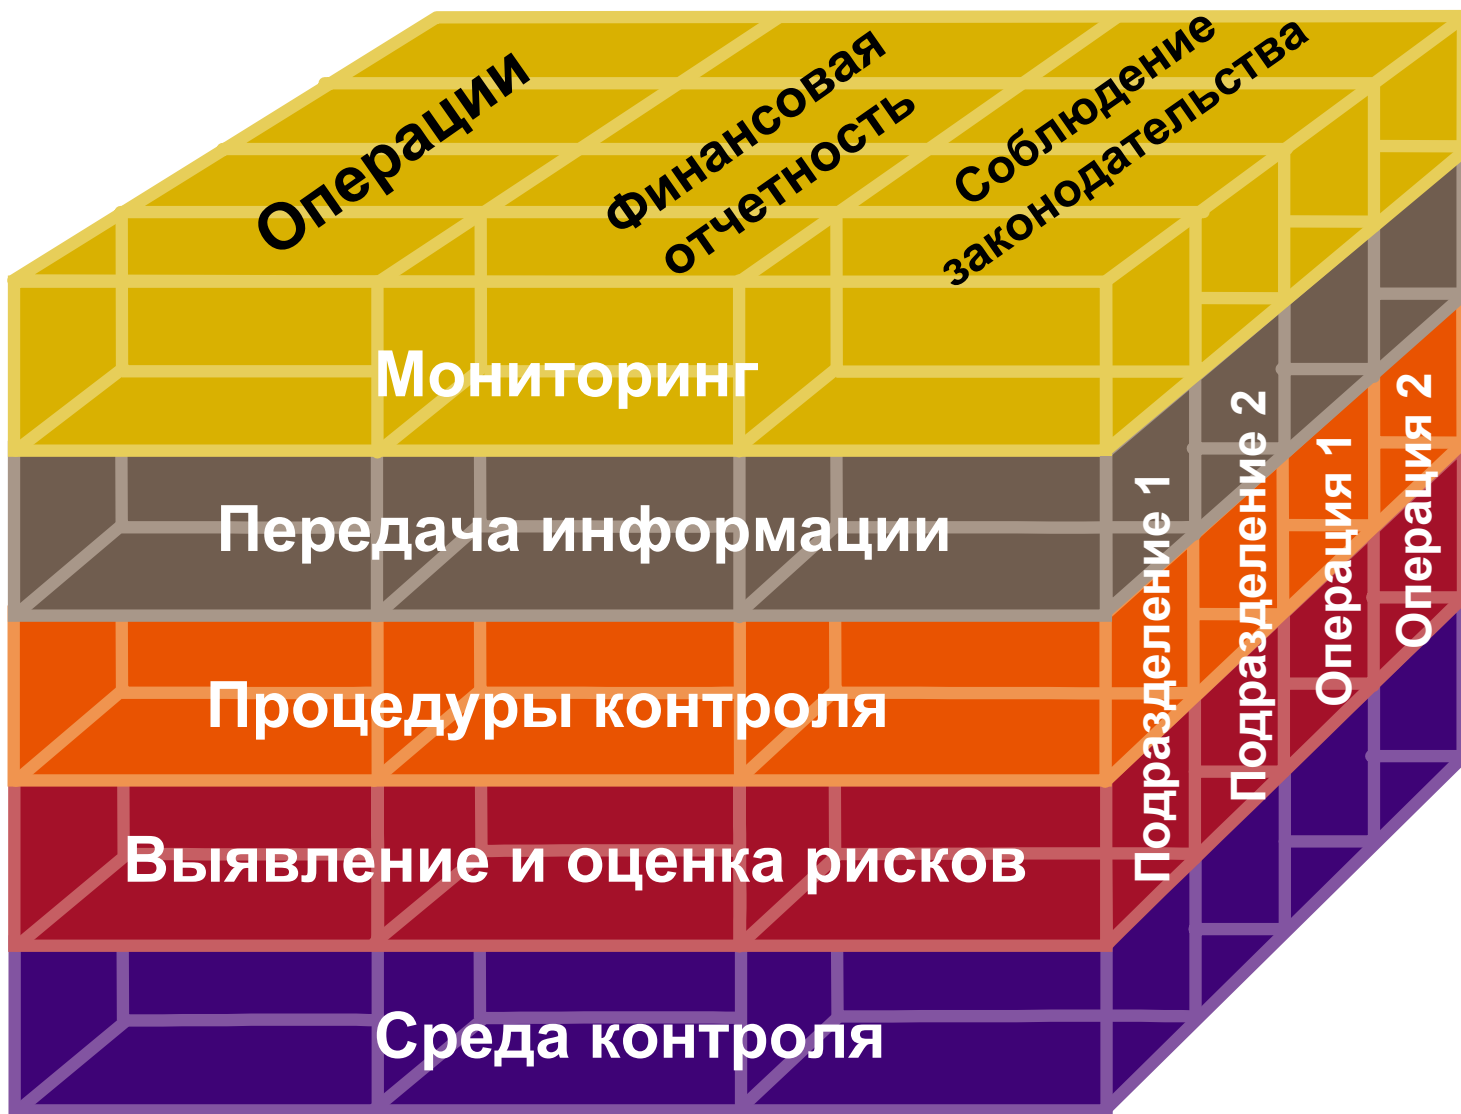 Операции
Финансовая
отчетность
Соблюдение
законодательства
Мониторинг
Передача информации
Процедуры контроля
Выявление и оценка рисков
Среда контроля
Подразделение 1
Подразделение 2
Операция 1
Операция 2